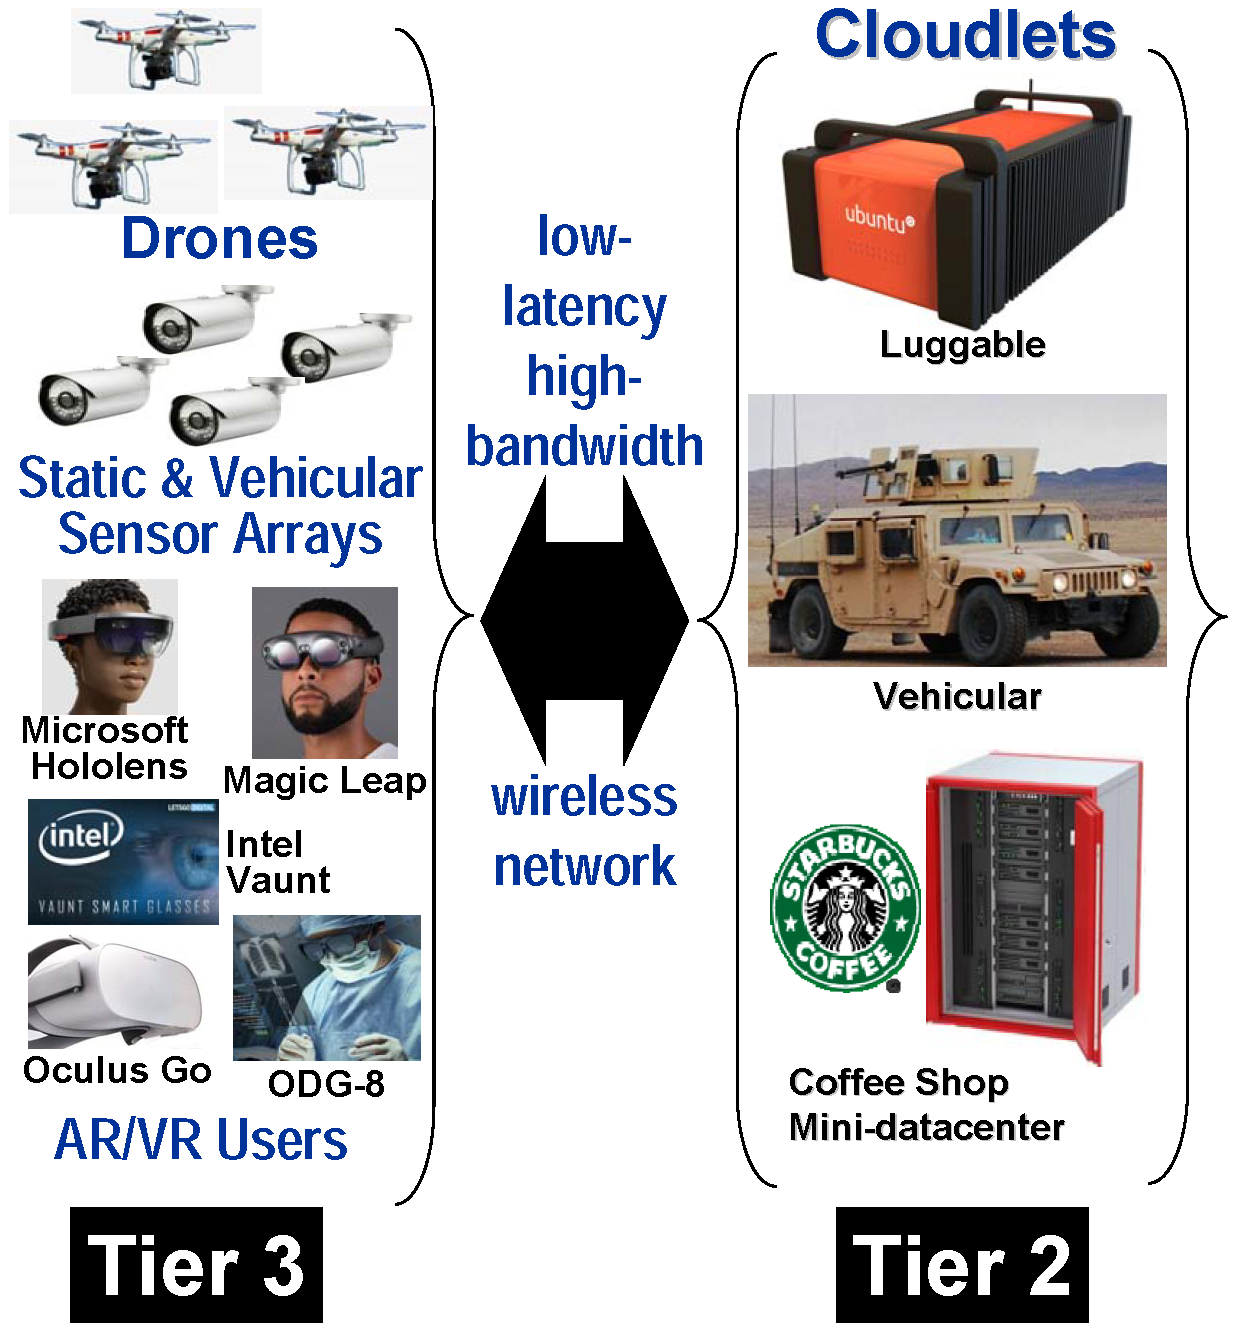 Drones
Static & Vehicular
Sensor Arrays
Microsoft
Hololens
Magic Leap
LETSGODIGITAL
intel
VAUNT SMART GLASSES
Intel
Vaunt
Oculus Go
ODG-8
AR/VR Users
Tier 3
low-
latency
high-
bandwidth
wireless
network
Cloudlets
ubuntu
Luggable
Vehicular
STARBUCKS
COFFEE
Coffee Shop
Mini-datacenter
Tier 2